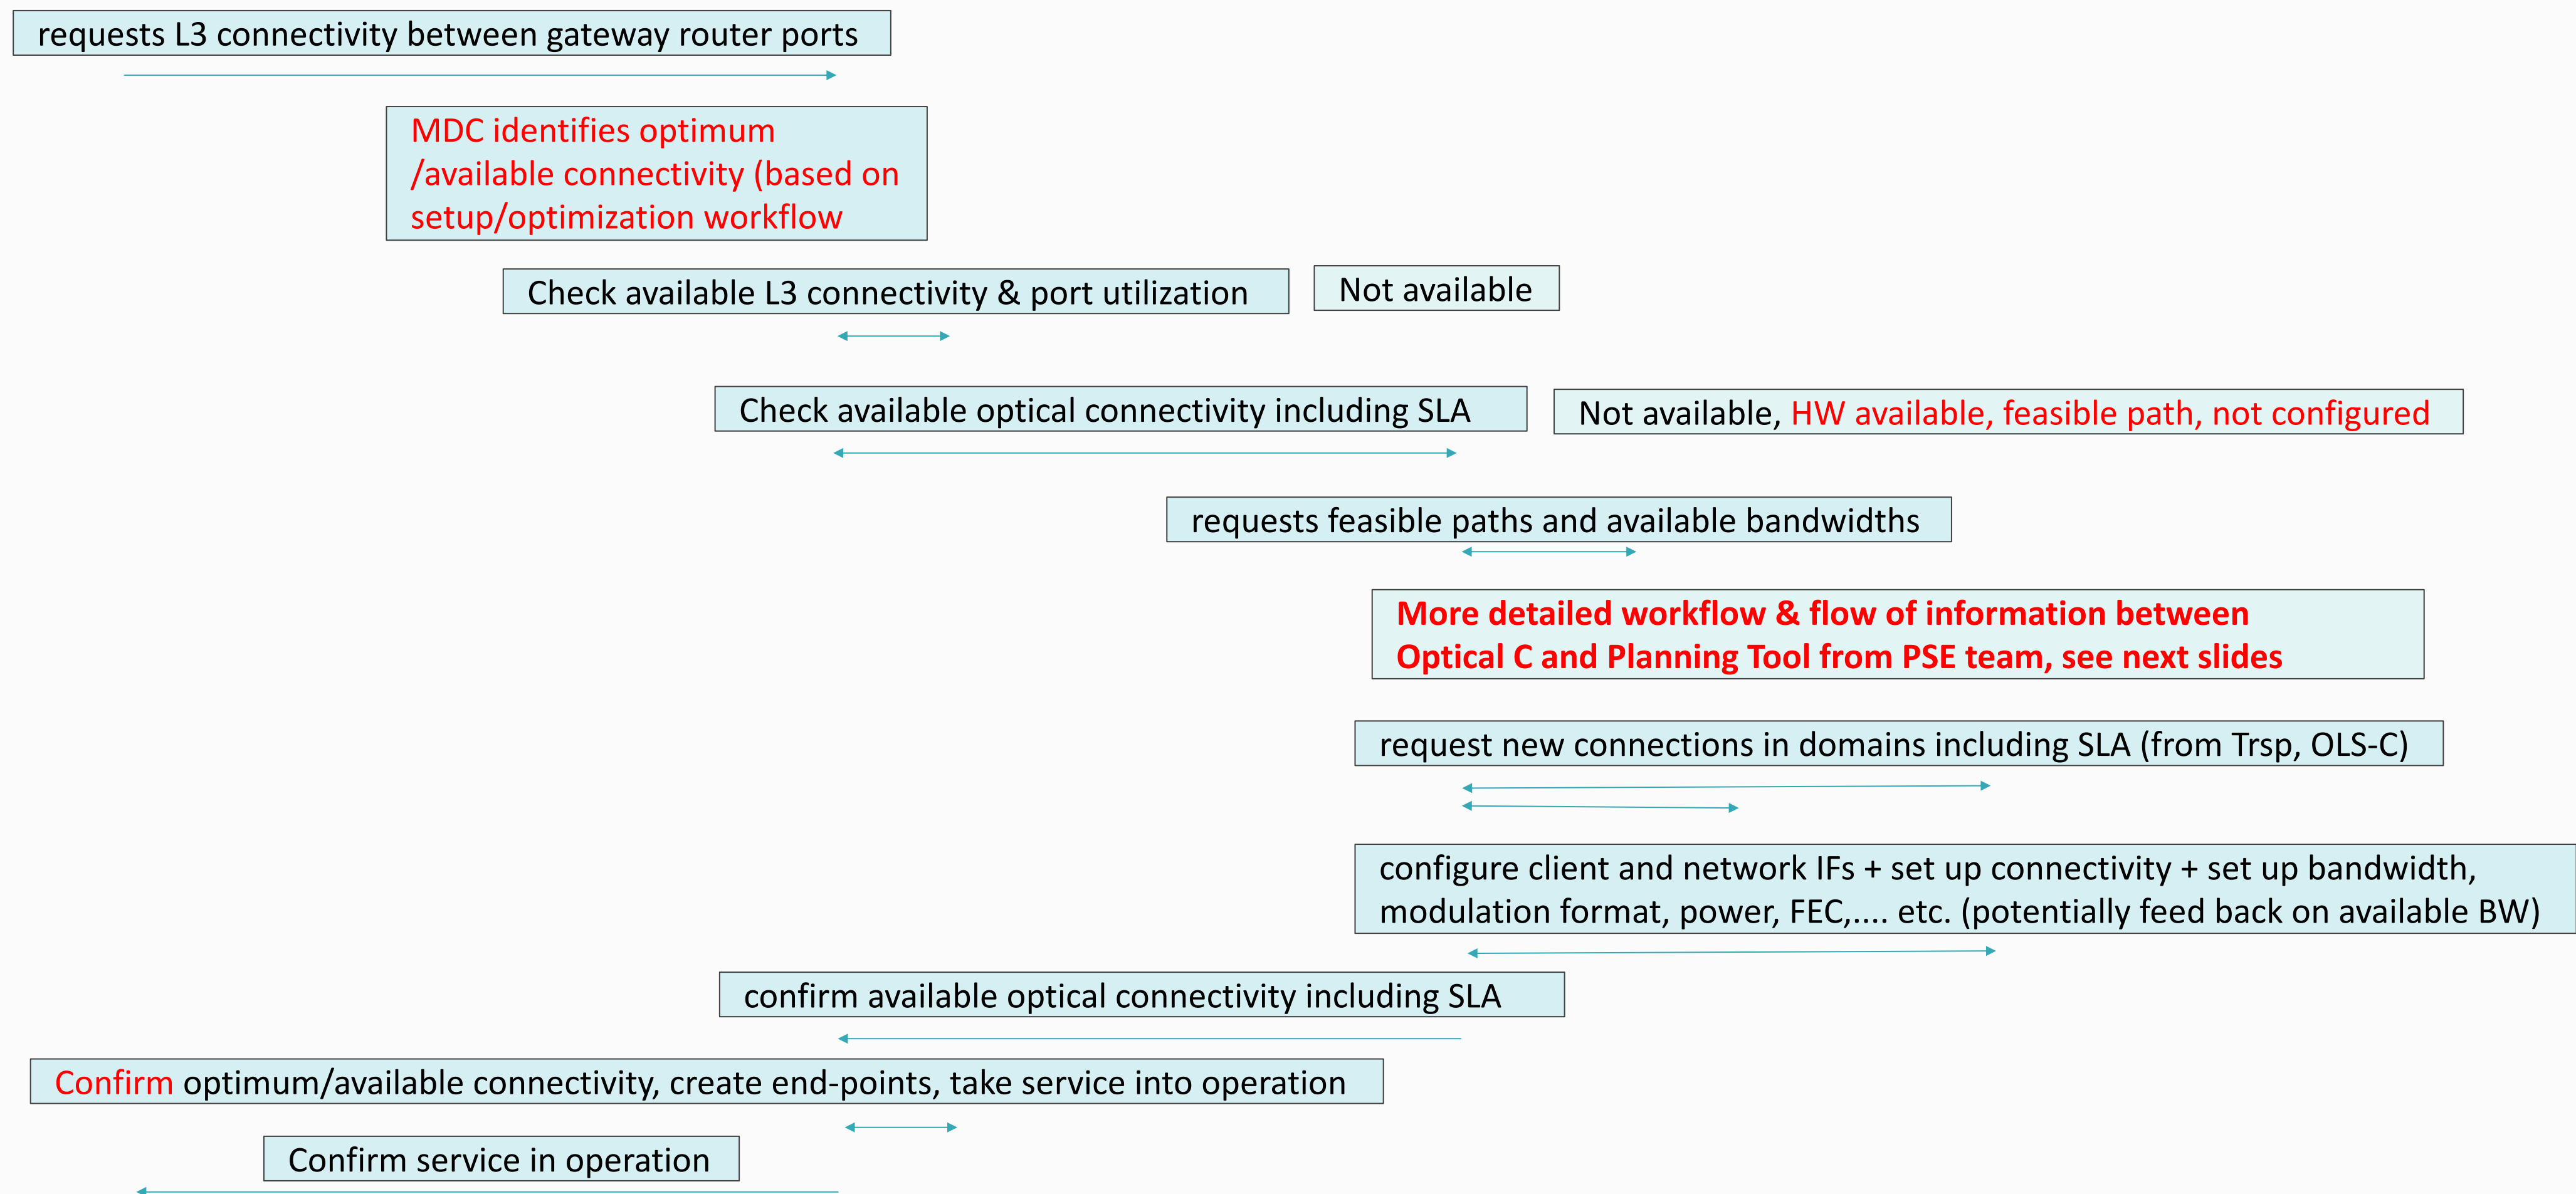 requests L3 connectivity between gateway router ports
MDC identifies optimum
/available connectivity (based on
setup/optimization workflow
Check available L3 connectivity & port utilization
Not available
Check available optical connectivity including SLA
Not available, HW available, feasible path, not configured
requests feasible paths and available bandwidths
More detailed workflow & flow of information between
Optical C and Planning Tool from PSE team, see next slides
request new connections in domains including SLA (from Trsp, OLS-C)
configure client and network IFs + set up connectivity + set up bandwidth,
modulation format, power, FEC,.... etc. (potentially feed back on available BW)
confirm available optical connectivity including SLA
Confirm optimum/available connectivity, create end-points, take service into operation
Confirm service in operation